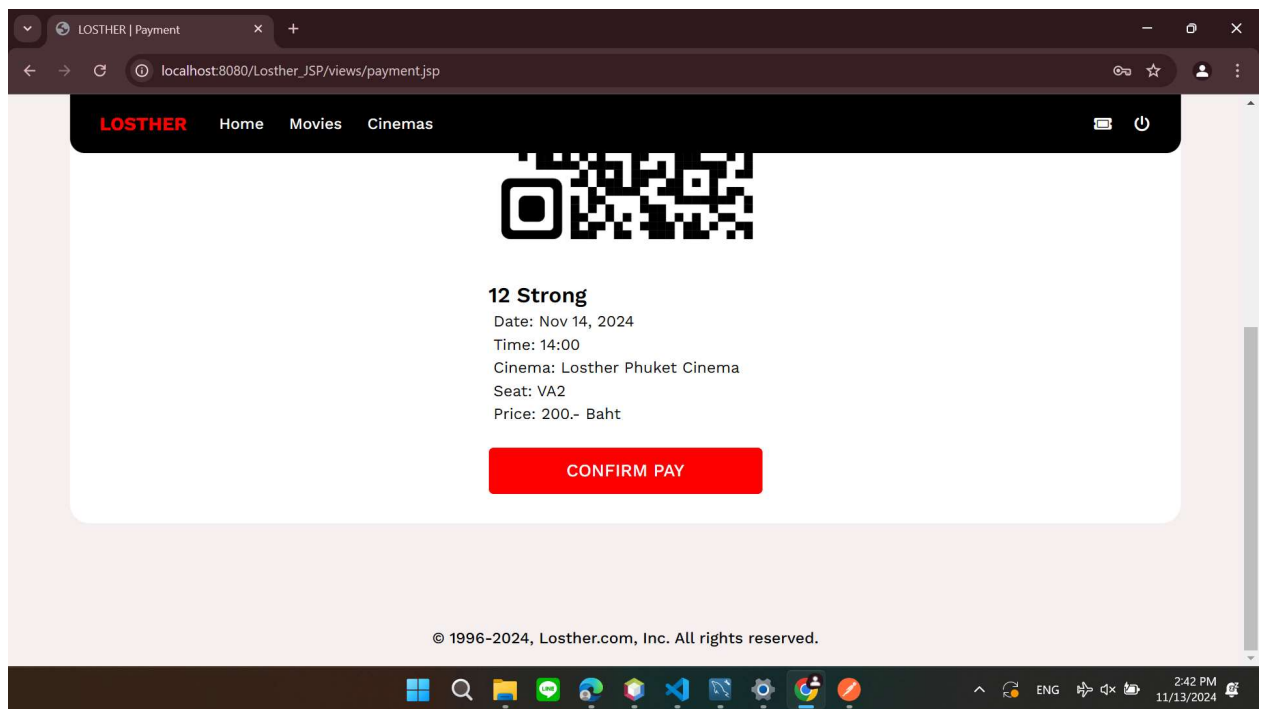 LOSTHER | Payment
localhost:8080/Losther_JSP/views/payment.jsp
LOSTHER Home Movies Cinemas
12 Strong
Date: Nov 14, 2024
Time: 14:00
Cinema: Losther Phuket Cinema
Seat: VA2
Price: 200.- Baht
CONFIRM PAY
© 1996-2024, Losther.com, Inc. All rights reserved.
LINE
ENG
2:42 PM
11/13/2024